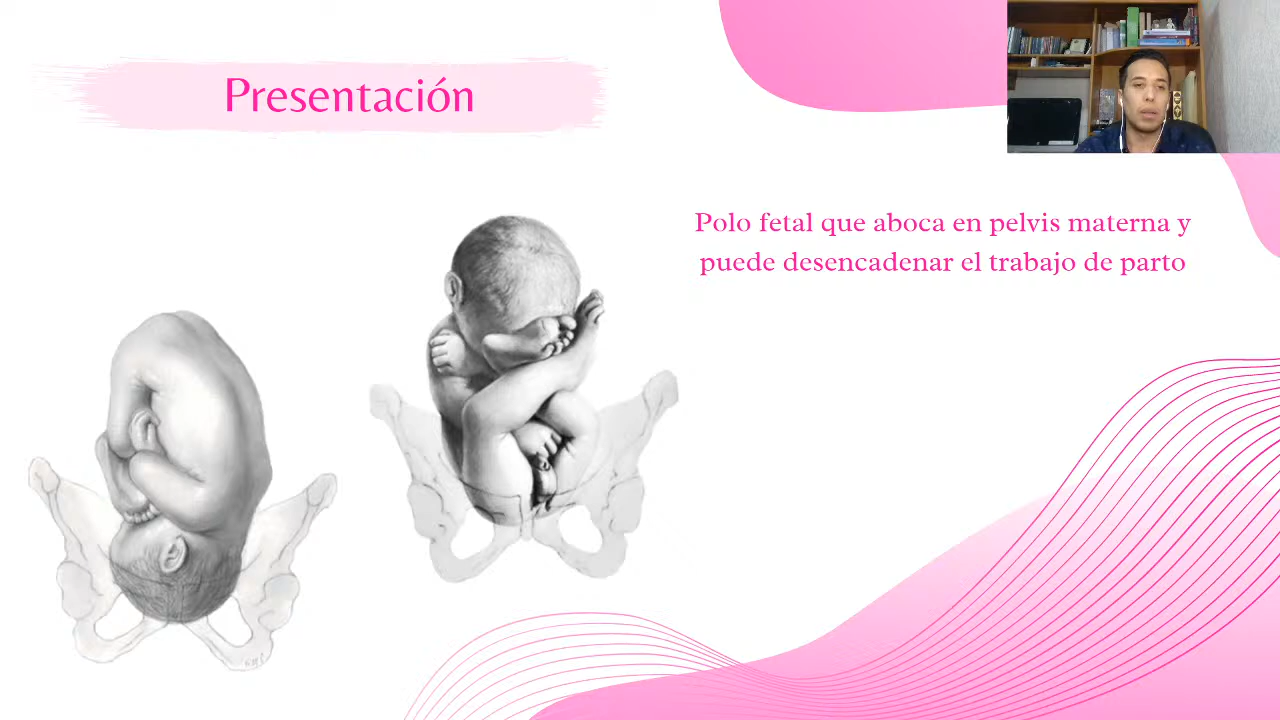 Presentación
Polo fetal que aboca en pelvis materna y
puede desencadenar el trabajo de parto